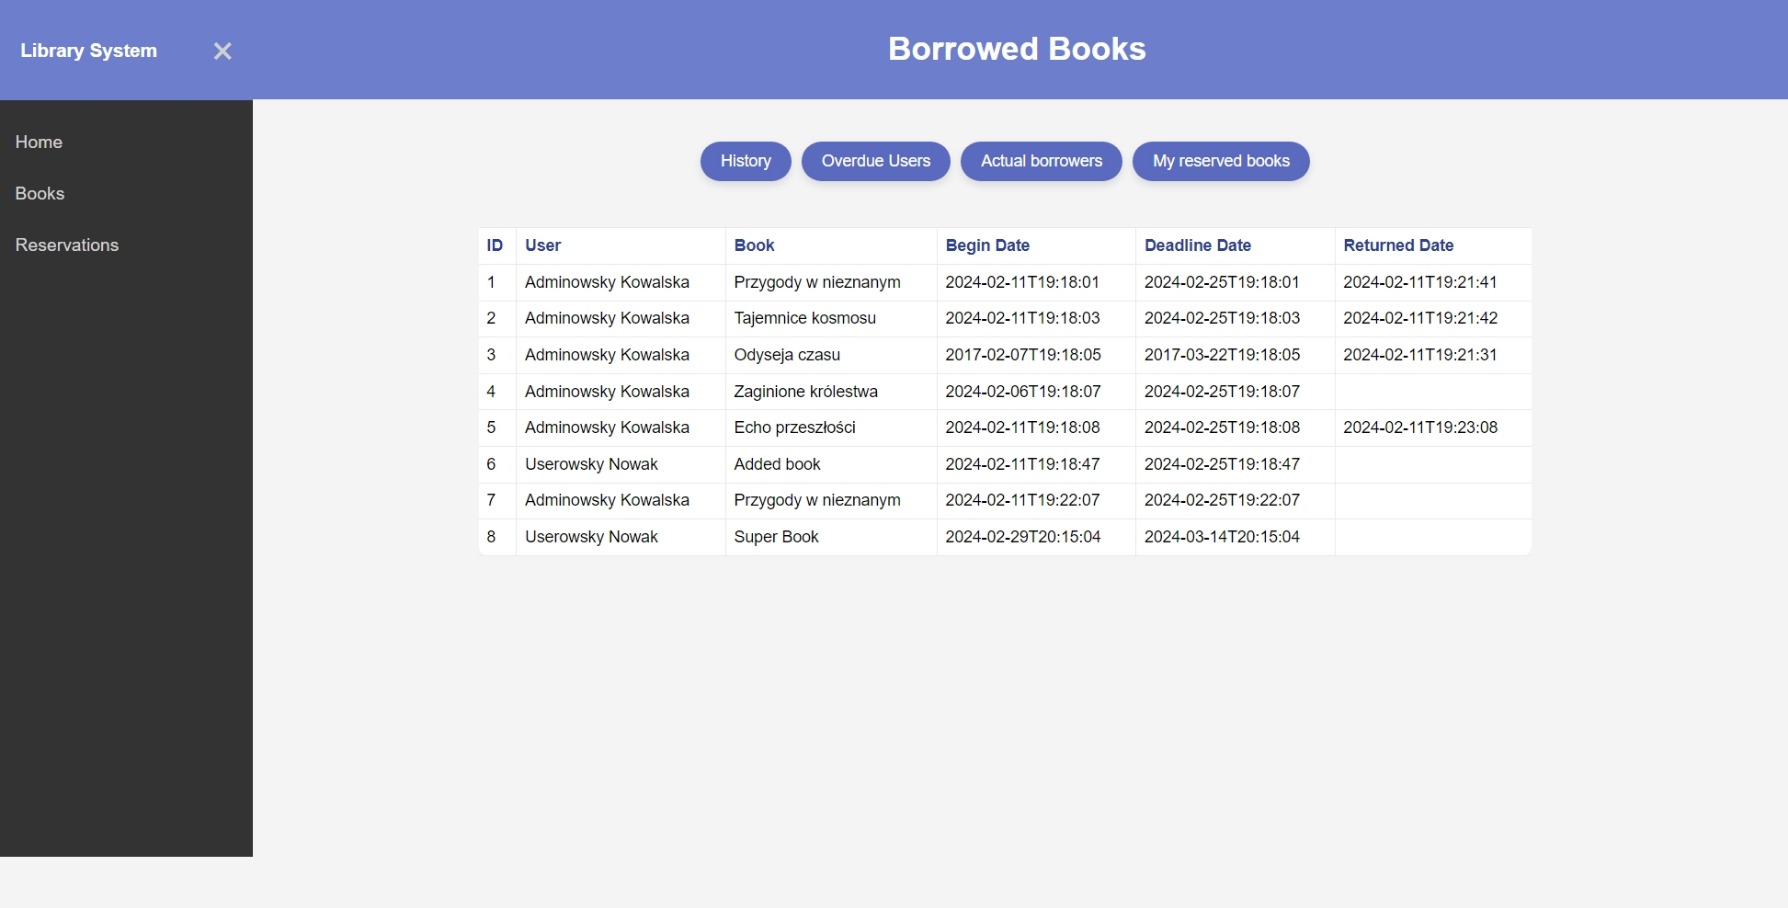 Library System
Borrowed Books
Home
Books
Reservations
History Overdue Users Actual borrowers My reserved books
ID User Book Begin Date Deadline Date Returned Date
1 Adminowsky Kowalska Przygody w nieznanym 2024-02-11T19:18:01 2024-02-25T19:18:01 2024-02-11T19:21:41
2 Adminowsky Kowalska Tajemnice kosmosu 2024-02-11T19:18:03 2024-02-25T19:18:03 2024-02-11T19:21:42
3 Adminowsky Kowalska Odyseja czasu 2017-02-07T19:18:05 2017-03-22T19:18:05 2024-02-11T19:21:31
4 Adminowsky Kowalska Zaginione królestwa 2024-02-06T19:18:07 2024-02-25T19:18:07
5 Adminowsky Kowalska Echo przeszłości 2024-02-11T19:18:08 2024-02-25T19:18:08 2024-02-11T19:23:08
6 Userowsky Nowak Added book 2024-02-11T19:18:47 2024-02-25T19:18:47
7 Adminowsky Kowalska Przygody w nieznanym 2024-02-11T19:22:07 2024-02-25T19:22:07
8 Userowsky Nowak Super Book 2024-02-29T20:15:04 2024-03-14T20:15:04